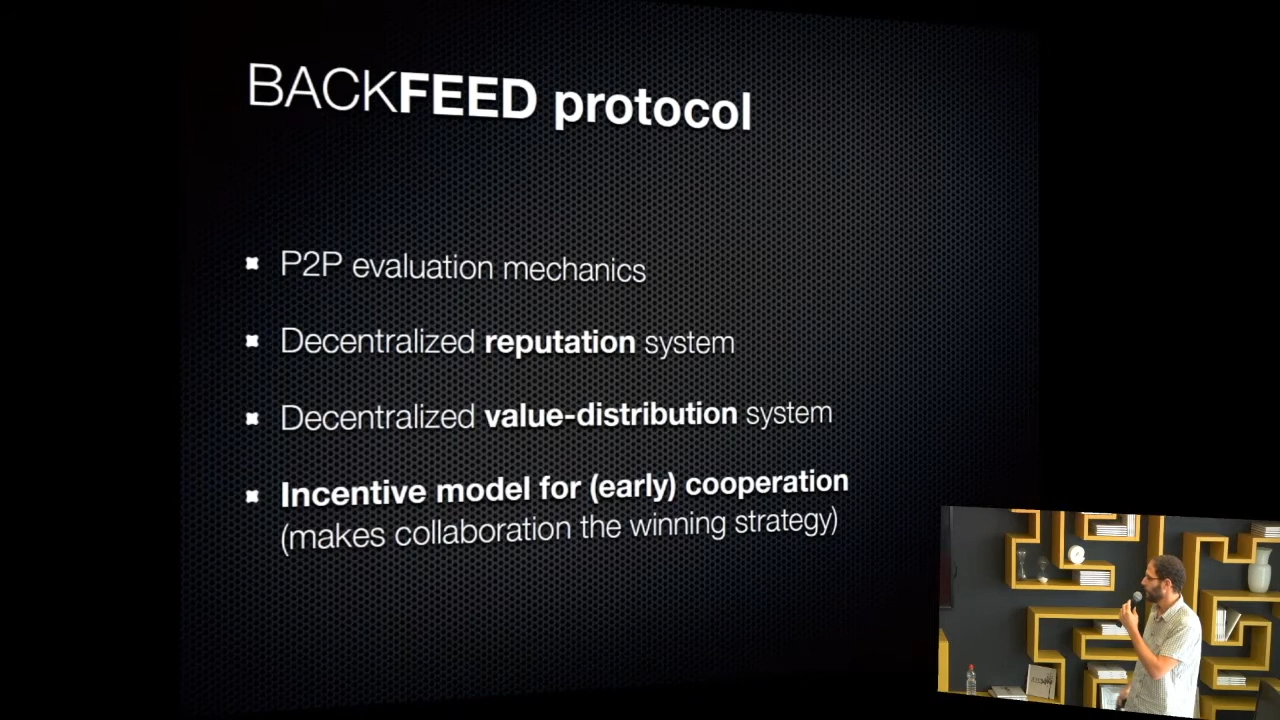 BACKFEED protocol
P2P evaluation mechanics
Decentralized reputation system
Decentralized value-distribution system
Incentive model for (early) cooperation
(makes collaboration the winning strategy)